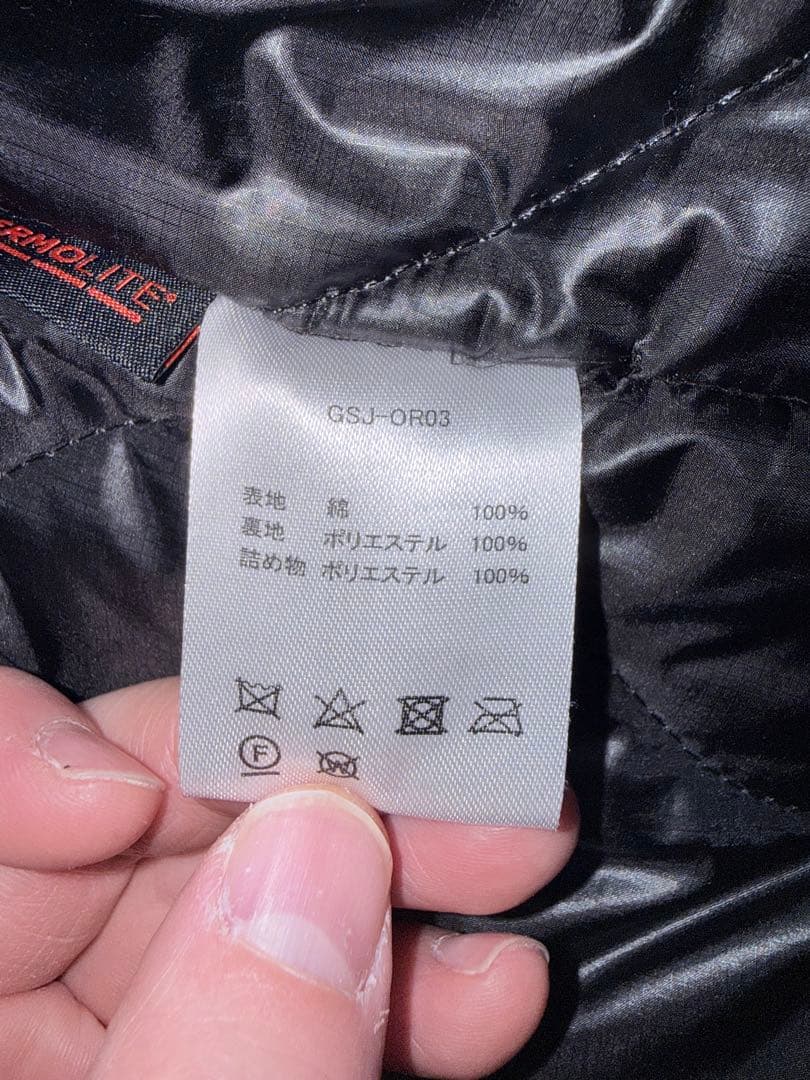 THERMOLITE®
GSJ-OR03
表地 綿 100%
裏地 ポリエステル 100%
詰め物 ポリエステル 100%
F W